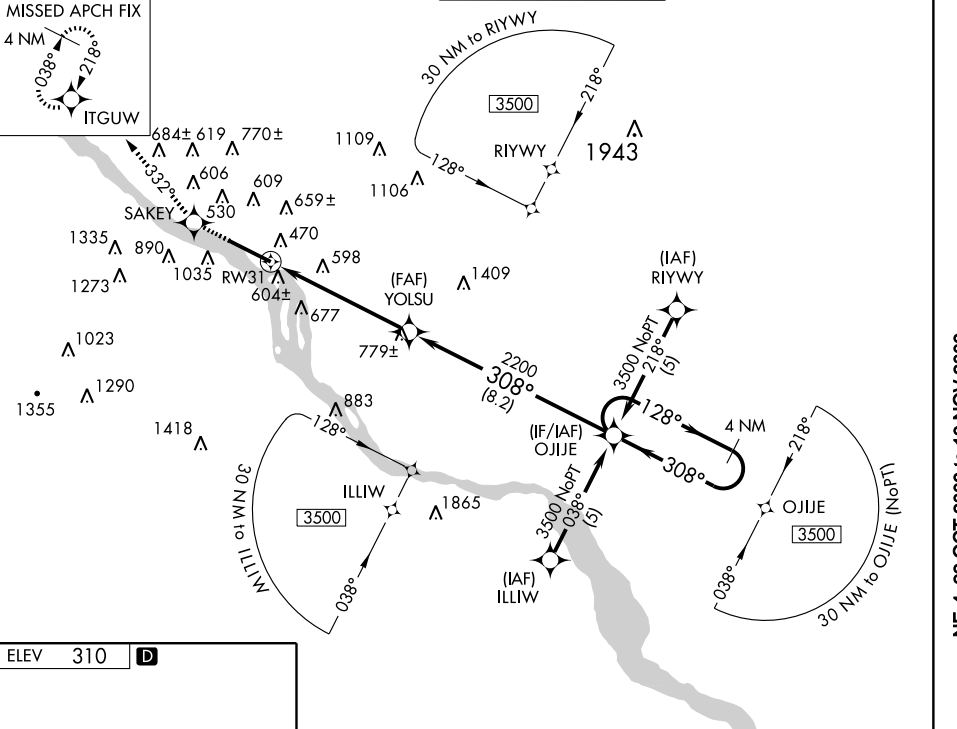 MISSED APCH FIX
4 NM
038°
218°
ITGUW
30 NM to RIYWY
218°
3500
RIYWY
128°
1943
684±
619
770±
1109
1106
332°
606
609
659±
SAKEY
530
470
1335
890
1035
598
1273
RW31
604±
677
(FAF)
YOLSU
1409
(IAF)
RIYWY
779±
3500 NoPT
218°
(5)
1023
2200
308°
(8.2)
1290
1355
883
128°
4 NM
(IF/IAF)
OJIJE
308°
1418
128°
218°
30 NM to ILLIW
ILLIW
3500
1865
038°
3500 NoPT
038°
(5)
OJIJE
3500
038°
30 NM to OJIJE (NoPT)
(IAF)
ILLIW
ELEV 310 D